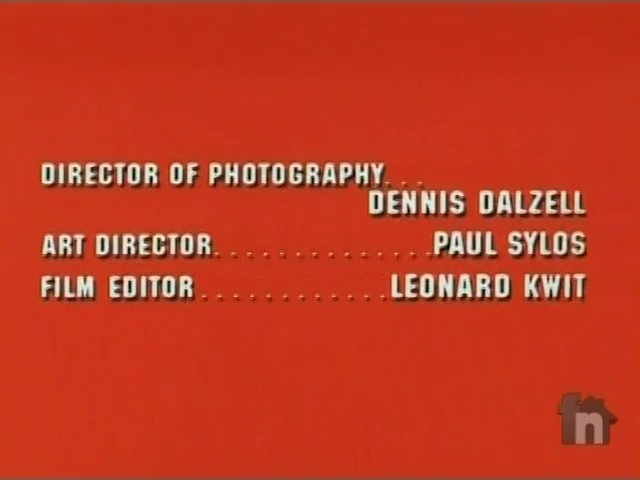 DIRECTOR OF PHOTOGRAPHY...
DENNIS DALZELL
ART DIRECTOR..............PAUL SYLOS
FILM EDITOR............LEONARD KWIT
fn